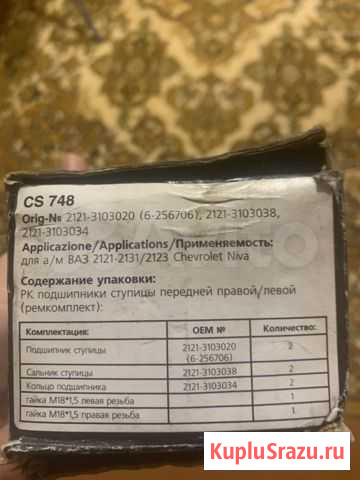 CS 748
Orig-№ 2121-3103020 (6-256706), 2121-3103038,
2121-3103034
Applicazione/Applications/Применяемость:
для а/м ВАЗ 2121-2131/2123 Chevrolet Niva
Содержание упаковки:
РК подшипники ступицы передней правой/левой
(ремкомплект):
Комплектация: OEM № Количество:
Подшипник ступицы 2121-3103020 2
(6-256706)
Сальник ступицы 2121-3103038 2
Кольцо подшипника 2121-3103034 2
гайка М18*1,5 левая резьба 1
гайка М18*1,5 правая резьба 1
KupluSrazu.ru